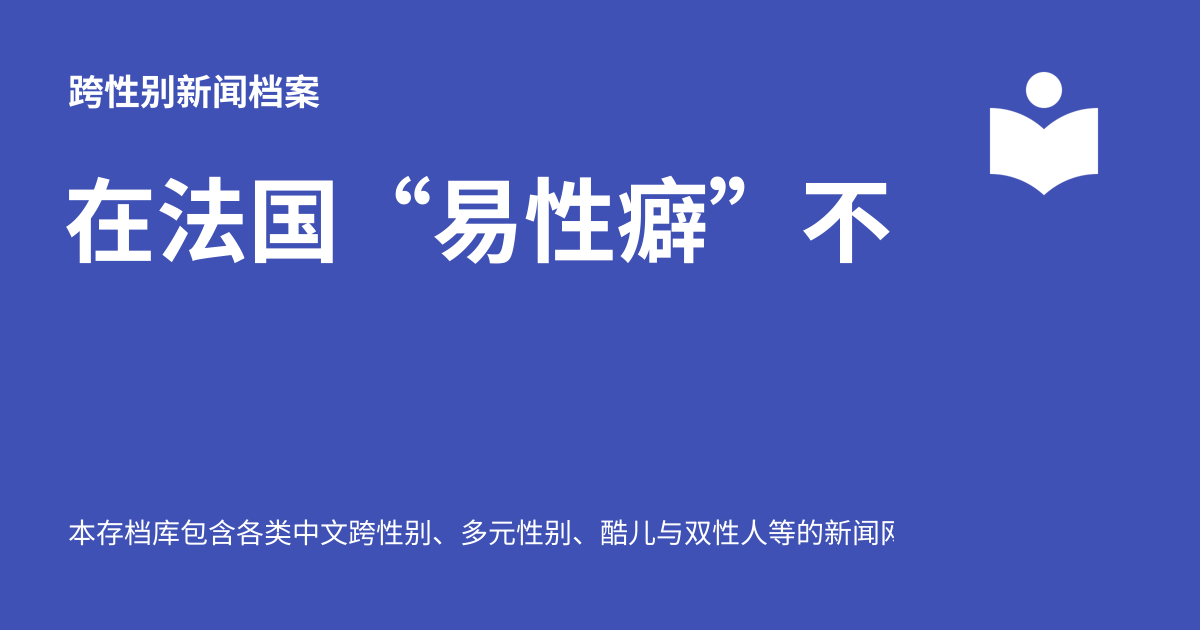 跨性别新闻档案
在法国“易性癖”不
本存档库包含各类中文跨性别、多元性别、酷儿与双性人等的新闻